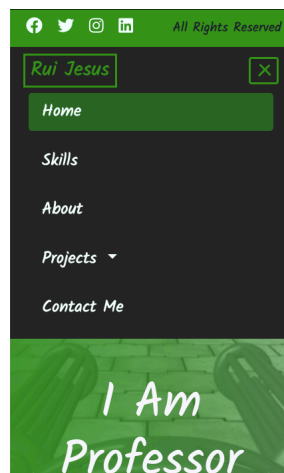 All Rights Reserved
Rui Jesus
Home
Skills
About
Projects
Contact Me
I Am
Professor